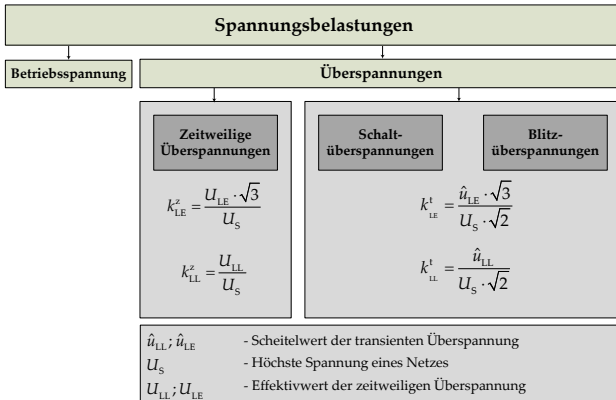 Spannungsbelastungen
Betriebsspannung
Überspannungen
Zeitweilige
Überspannungen
Schalt-
überspannungen
Blitz-
überspannungen
k^z_LE = U_LE · √3 / U_S
k^z_LL = U_LL / U_S
k^t_LE = û_LE · √3 / U_S · √2
k^t_LL = û_LL / U_S · √2
û_LL; û_LE - Scheitelwert der transienten Überspannung
U_S - Höchste Spannung eines Netzes
U_LL; U_LE - Effektivwert der zeitweiligen Überspannung